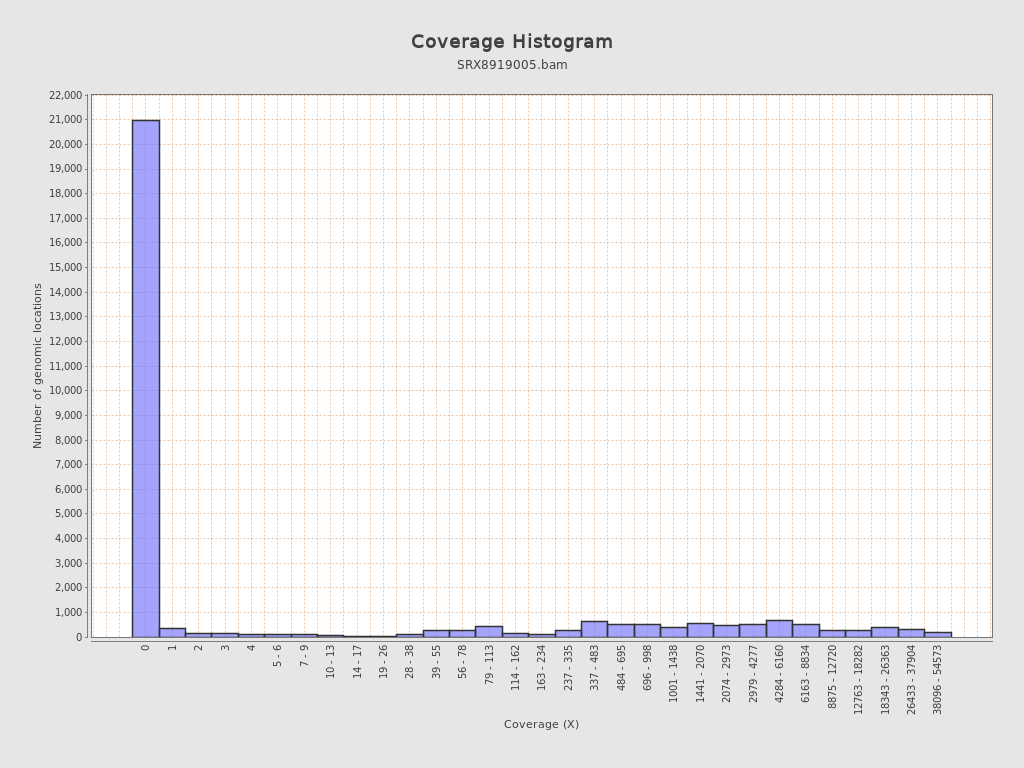 Coverage Histogram
SRX8919005.bam
Number of genomic locations
22,000
21,000
20,000
19,000
18,000
17,000
16,000
15,000
14,000
13,000
12,000
11,000
10,000
9,000
8,000
7,000
6,000
5,000
4,000
3,000
2,000
1,000
0
0
1
2
3
4
5 - 6
7 - 9
10 - 13
14 - 17
19 - 26
28 - 38
39 - 55
56 - 78
79 - 113
114 - 162
163 - 234
237 - 335
337 - 483
484 - 695
696 - 998
1001 - 1438
1441 - 2070
2074 - 2973
2979 - 4277
4284 - 6160
6163 - 8834
8875 - 12720
12763 - 18282
18343 - 26363
26433 - 37904
38096 - 54573
Coverage (X)